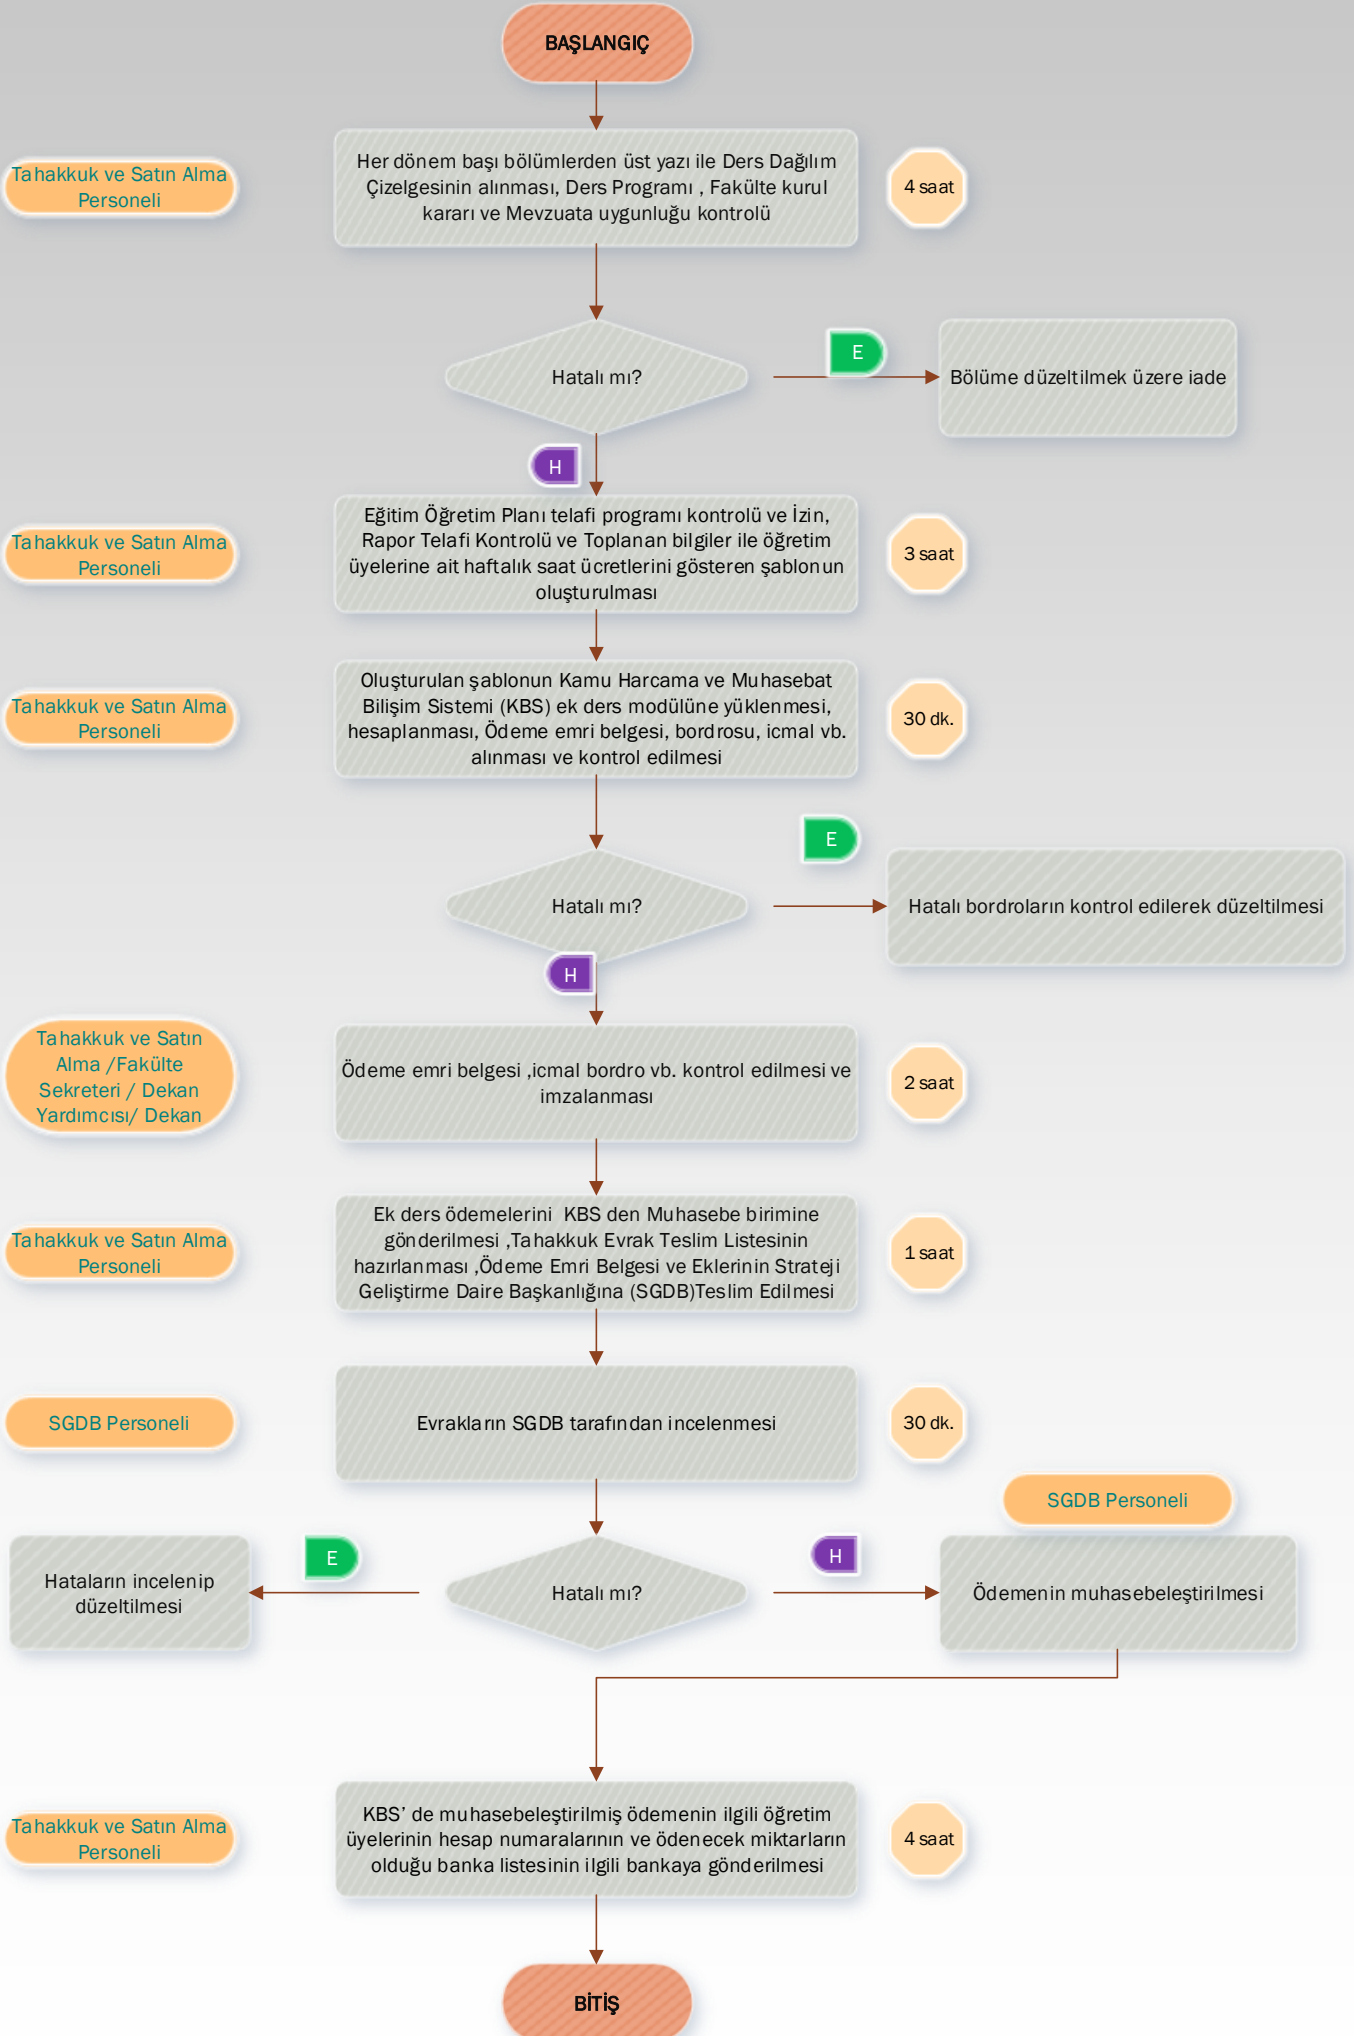 BAŞLANGIÇ
Tahakkuk ve Satın Alma
Personeli
Her dönem başı bölümlerden üst yazı ile Ders Dağılım
Çizelgesinin alınması, Ders Programı , Fakülte kurul
kararı ve Mevzuata uygunluğu kontrolü
4 saat
Hatalı mı?
E
Bölüme düzeltilmek üzere iade
H
Tahakkuk ve Satın Alma
Personeli
Eğitim Öğretim Planı telafi programı kontrolü ve İzin,
Rapor Telafi Kontrolü ve Toplanan bilgiler ile öğretim
üyelerine ait haftalık saat ücretlerini gösteren şablonun
oluşturulması
3 saat
Tahakkuk ve Satın Alma
Personeli
Oluşturulan şablonun Kamu Harcama ve Muhasebat
Bilişim Sistemi (KBS) ek ders modülüne yüklenmesi,
hesaplanması, Ödeme emri belgesi, bordrosu, icmal vb.
alınması ve kontrol edilmesi
30 dk.
Hatalı mı?
E
Hatalı bordroların kontrol edilerek düzeltilmesi
H
Tahakkuk ve Satın
Alma /Fakülte
Sekreteri / Dekan
Yardımcısı/ Dekan
Ödeme emri belgesi ,icmal bordro vb. kontrol edilmesi ve
imzalanması
2 saat
Tahakkuk ve Satın Alma
Personeli
Ek ders ödemelerini  KBS den Muhasebe birimine
gönderilmesi ,Tahakkuk Evrak Teslim Listesinin
hazırlanması ,Ödeme Emri Belgesi ve Eklerinin Strateji
Geliştirme Daire Başkanlığına (SGDB)Teslim Edilmesi
1 saat
SGDB Personeli
Evrakların SGDB tarafından incelenmesi
30 dk.
SGDB Personeli
Hataların incelenip
düzeltilmesi
E
Hatalı mı?
H
Ödemenin muhasebeleştirilmesi
Tahakkuk ve Satın Alma
Personeli
KBS’ de muhasebeleştirilmiş ödemenin ilgili öğretim
üyelerinin hesap numaralarının ve ödenecek miktarların
olduğu banka listesinin ilgili bankaya gönderilmesi
4 saat
BİTİŞ